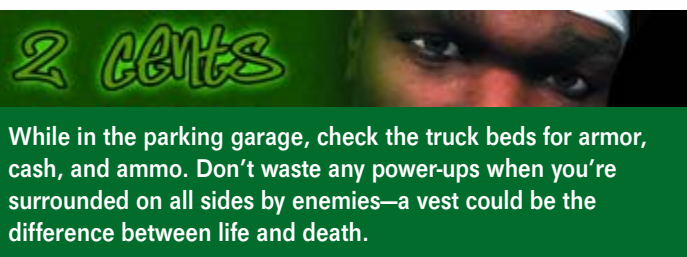 2 cents
While in the parking garage, check the truck beds for armor,
cash, and ammo. Don’t waste any power-ups when you’re
surrounded on all sides by enemies—a vest could be the
difference between life and death.